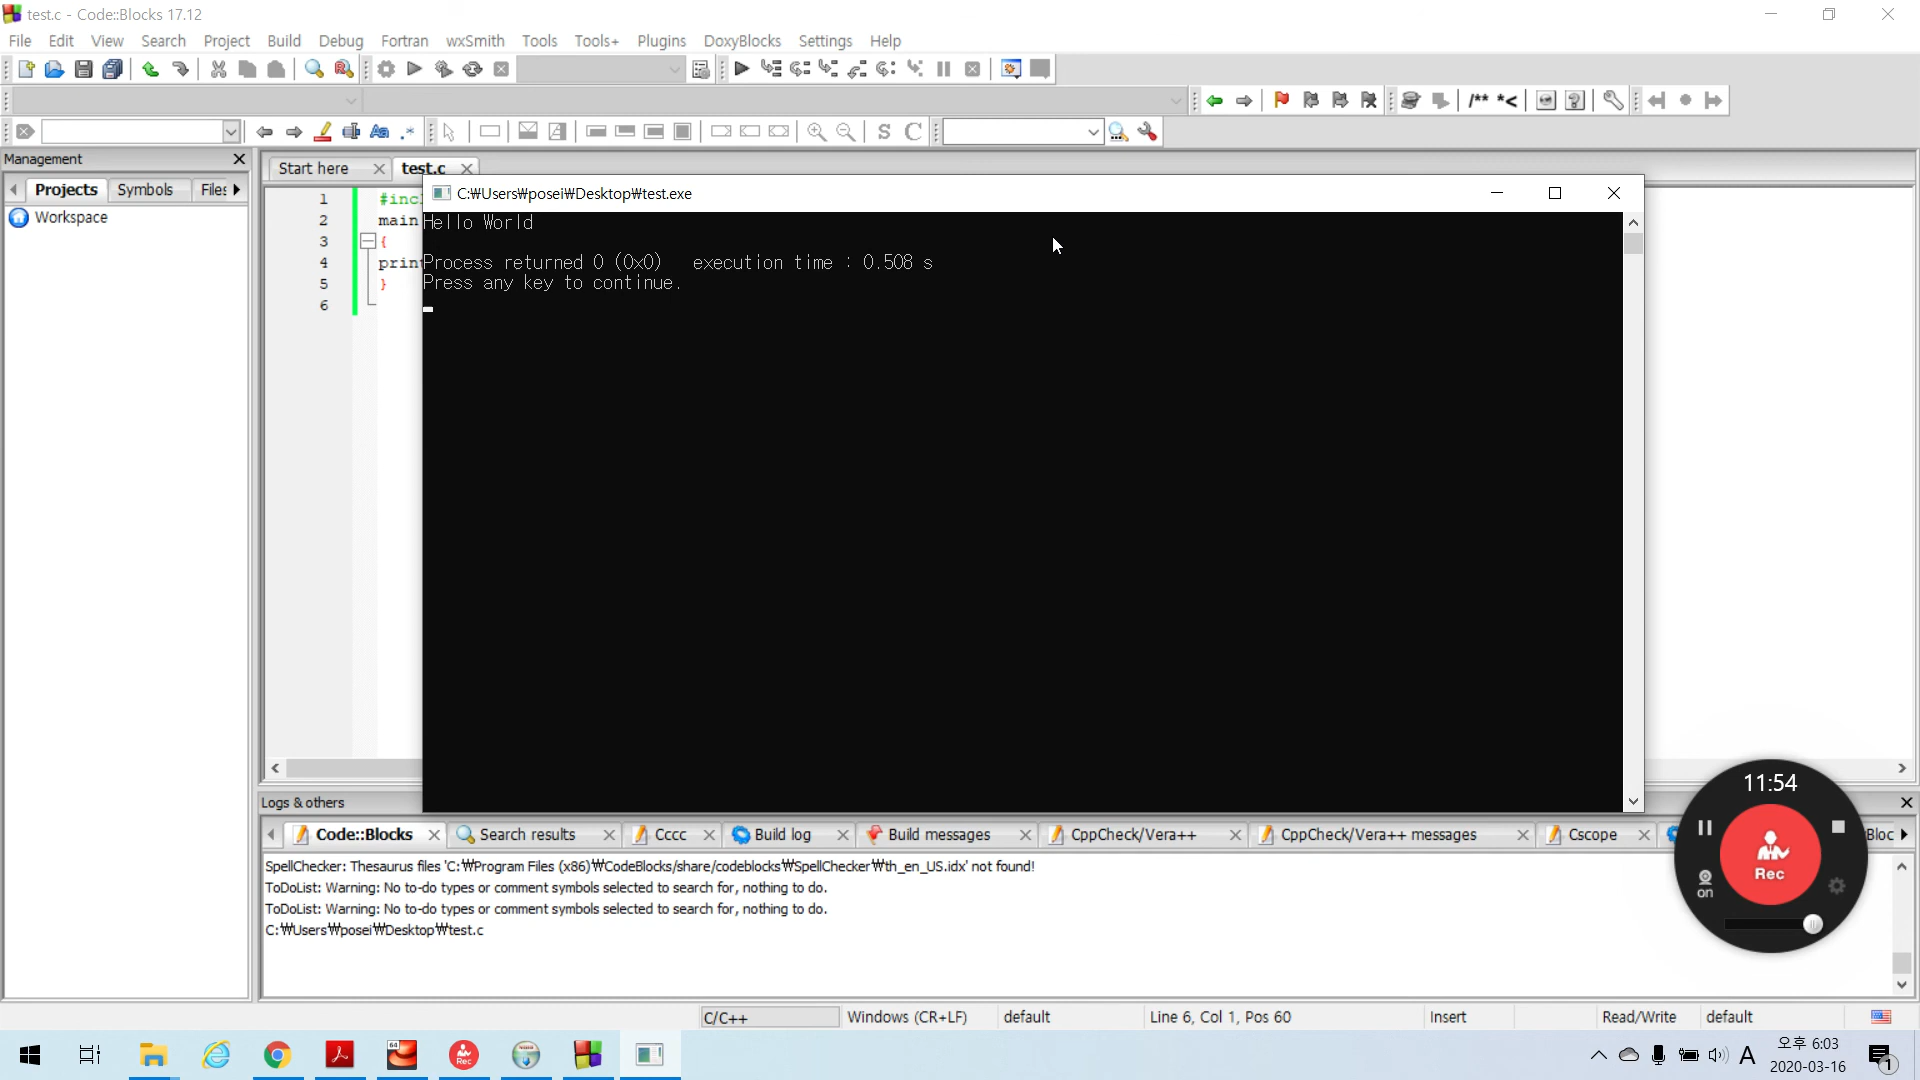 test.c - Code::Blocks 17.12
File Edit View Search Project Build Debug Fortran wxSmith Tools Tools+ Plugins DoxyBlocks Settings Help
/** *<
Management
Projects Symbols Files
Workspace
Start here test.c
C:₩Users₩posei₩Desktop₩test.exe
1 #incl
2 main
3 {
4 prin
5 }
6
Hello World
Process returned 0 (0x0) execution time : 0.508 s
Press any key to continue.
Logs & others
Code::Blocks Search results Cccc Build log Build messages CppCheck/Vera++ CppCheck/Vera++ messages Cscope Bloc
SpellChecker: Thesaurus files 'C:₩Program Files (x86)₩CodeBlocks/share/codeblocks₩SpellChecker₩th_en_US.idx' not found!
ToDoList: Warning: No to-do types or comment symbols selected to search for, nothing to do.
ToDoList: Warning: No to-do types or comment symbols selected to search for, nothing to do.
C:₩Users₩posei₩Desktop₩test.c
11:54
Rec
on
C/C++ Windows (CR+LF) default Line 6, Col 1, Pos 60 Insert Read/Write default
64
Rec
A
오후 6:03
2020-03-16
1